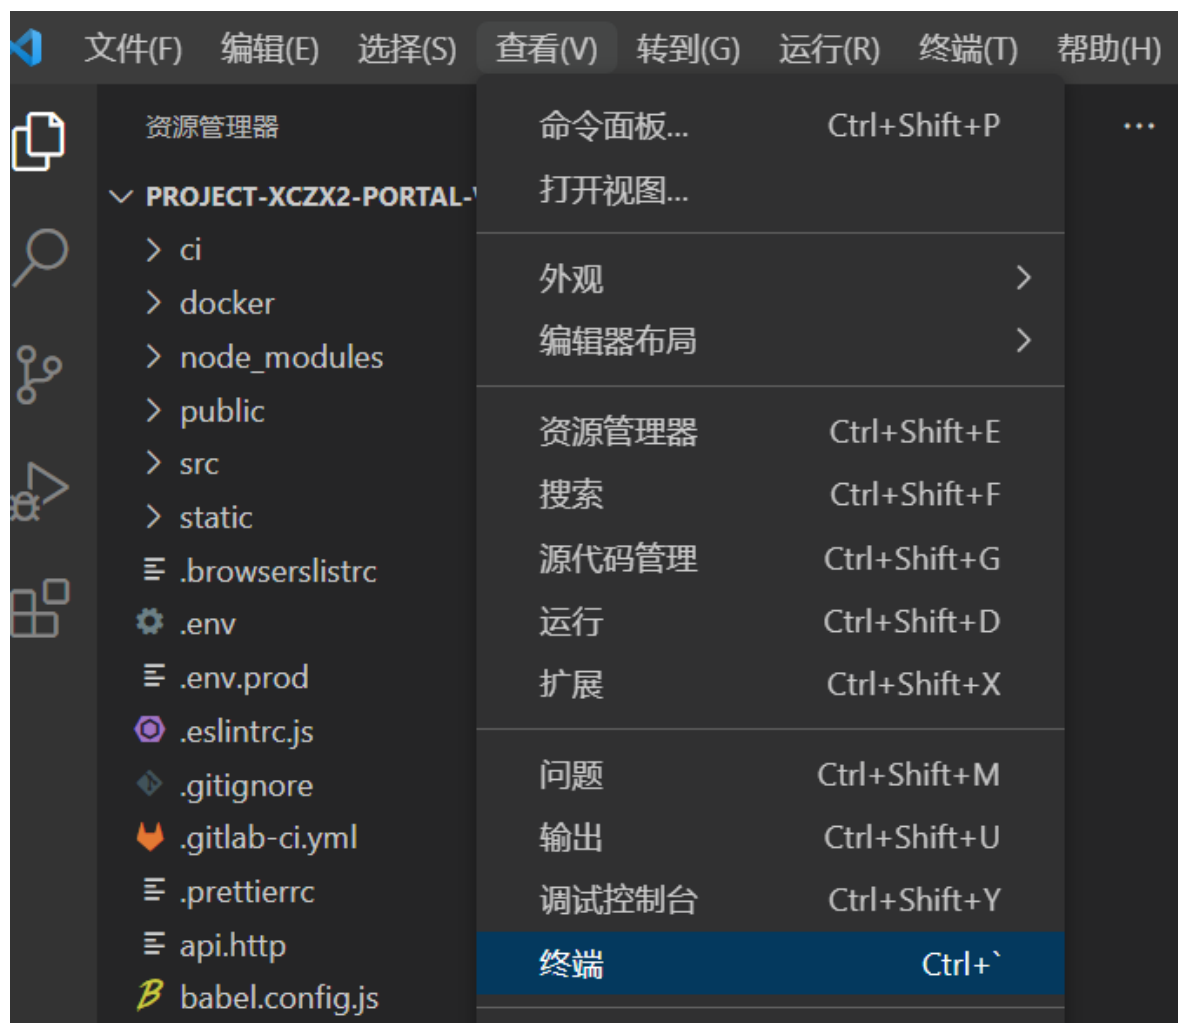 文件(F) 编辑(E) 选择(S) 查看(V) 转到(G) 运行(R) 终端(T) 帮助(H)
资源管理器
PROJECT-XCZX2-PORTAL-
ci
docker
node_modules
public
src
static
.browserslistrc
.env
.env.prod
.eslintrc.js
.gitignore
.gitlab-ci.yml
.prettierrc
api.http
babel.config.js
命令面板... Ctrl+Shift+P
打开视图...
外观
编辑器布局
资源管理器 Ctrl+Shift+E
搜索 Ctrl+Shift+F
源代码管理 Ctrl+Shift+G
运行 Ctrl+Shift+D
扩展 Ctrl+Shift+X
问题 Ctrl+Shift+M
输出 Ctrl+Shift+U
调试控制台 Ctrl+Shift+Y
终端 Ctrl+`